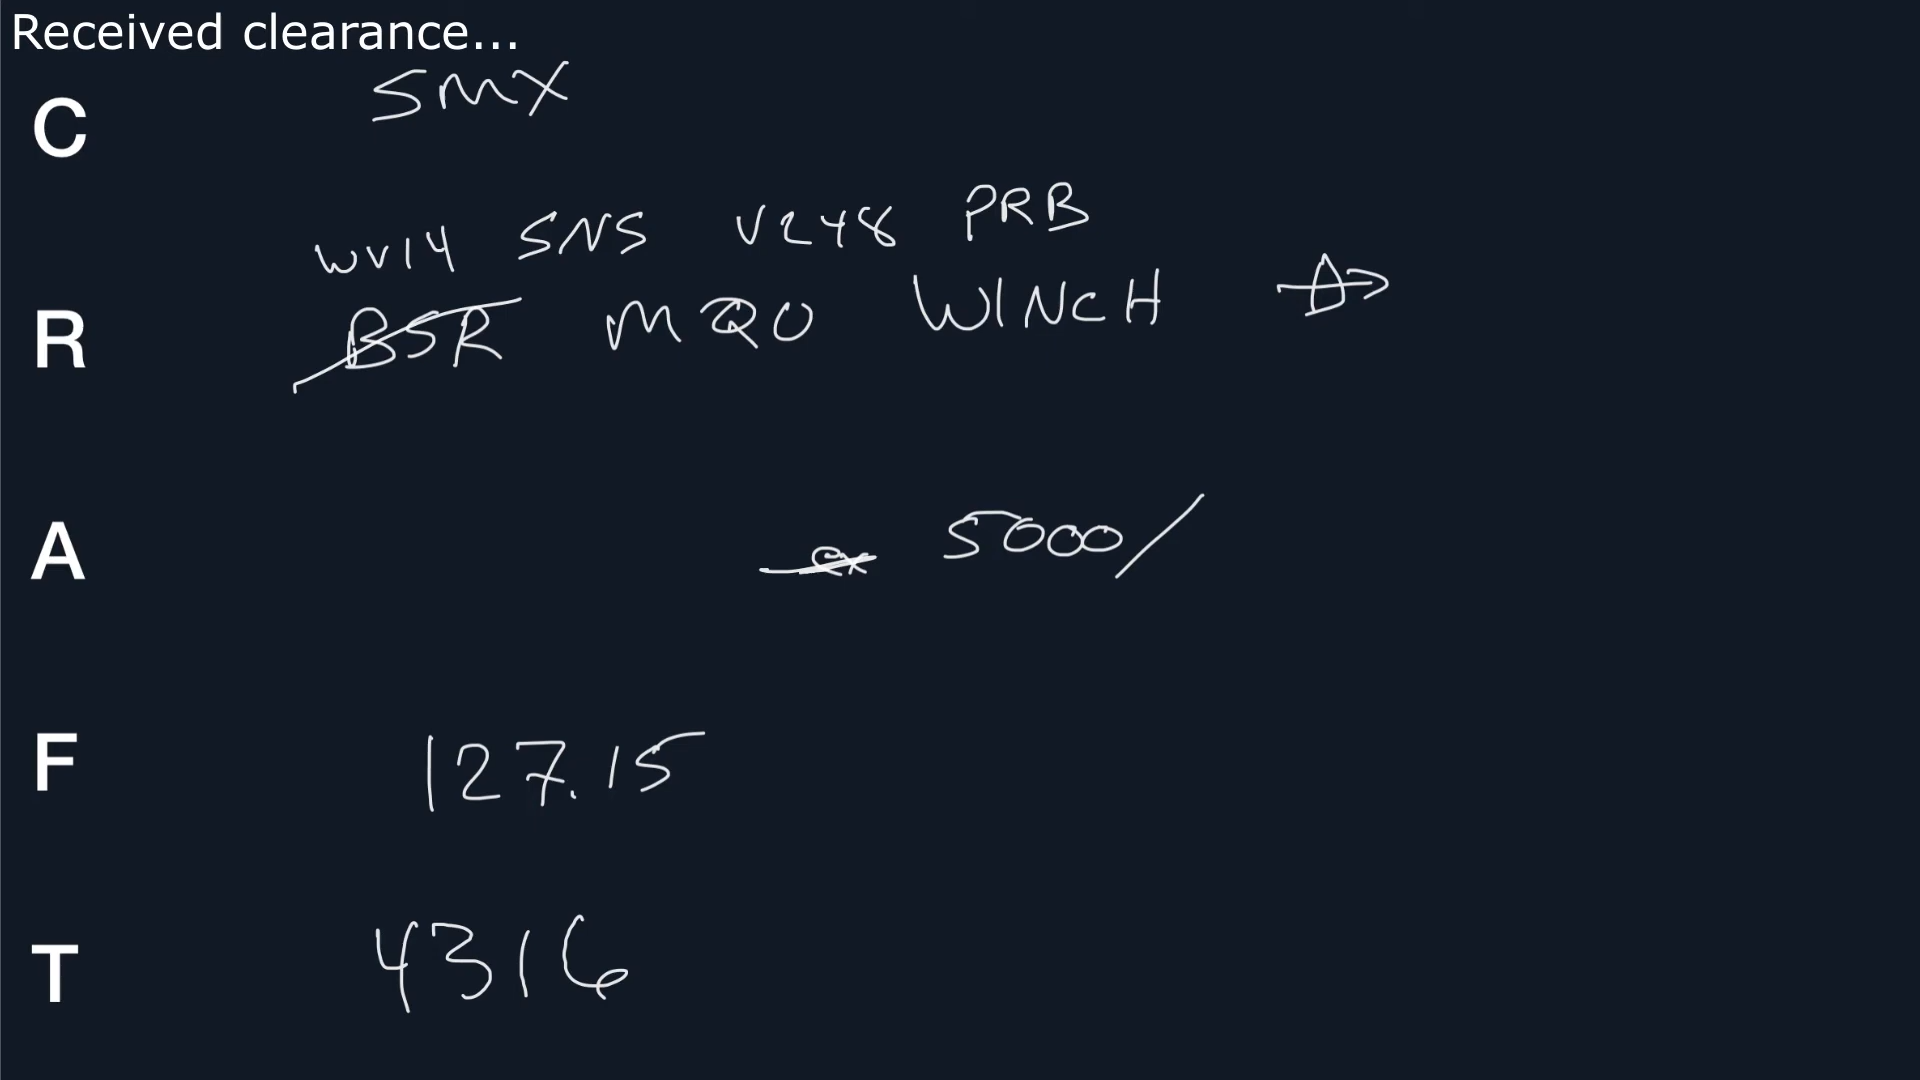 Received clearance...
C SMX
WV14 SNS V248 PRB
R BSR MQO WINCH
A 5000/
F 127.15
T 4316